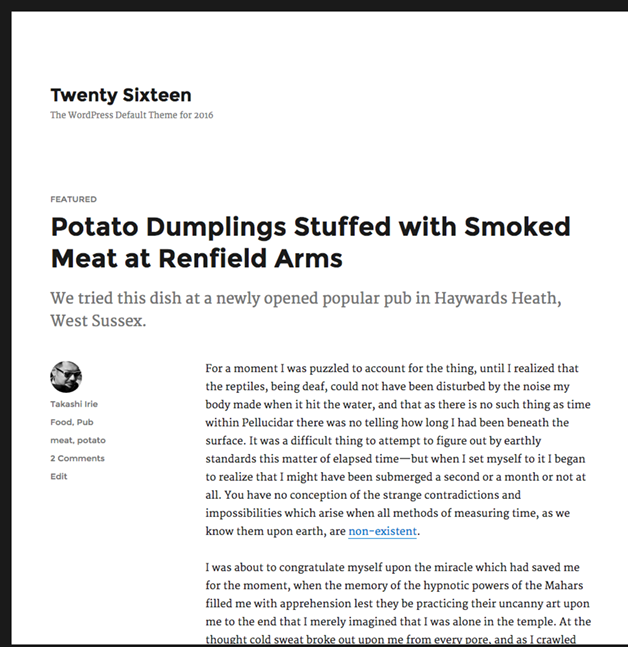 Twenty Sixteen
The WordPress Default Theme for 2016
FEATURED
Potato Dumplings Stuffed with Smoked
Meat at Renfield Arms
We tried this dish at a newly opened popular pub in Haywards Heath,
West Sussex.
Takashi Irie
Food, Pub
meat, potato
2 Comments
Edit
For a moment I was puzzled to account for the thing, until I realized that
the reptiles, being deaf, could not have been disturbed by the noise my
body made when it hit the water, and that as there is no such thing as time
within Pellucidar there was no telling how long I had been beneath the
surface. It was a difficult thing to attempt to figure out by earthly
standards this matter of elapsed time—but when I set myself to it I began
to realize that I might have been submerged a second or a month or not at
all. You have no conception of the strange contradictions and
impossibilities which arise when all methods of measuring time, as we
know them upon earth, are non-existent.
I was about to congratulate myself upon the miracle which had saved me
for the moment, when the memory of the hypnotic powers of the Mahars
filled me with apprehension lest they be practicing their uncanny art upon
me to the end that I merely imagined that I was alone in the temple. At the
thought cold sweat broke out upon me from every pore, and as I crawled